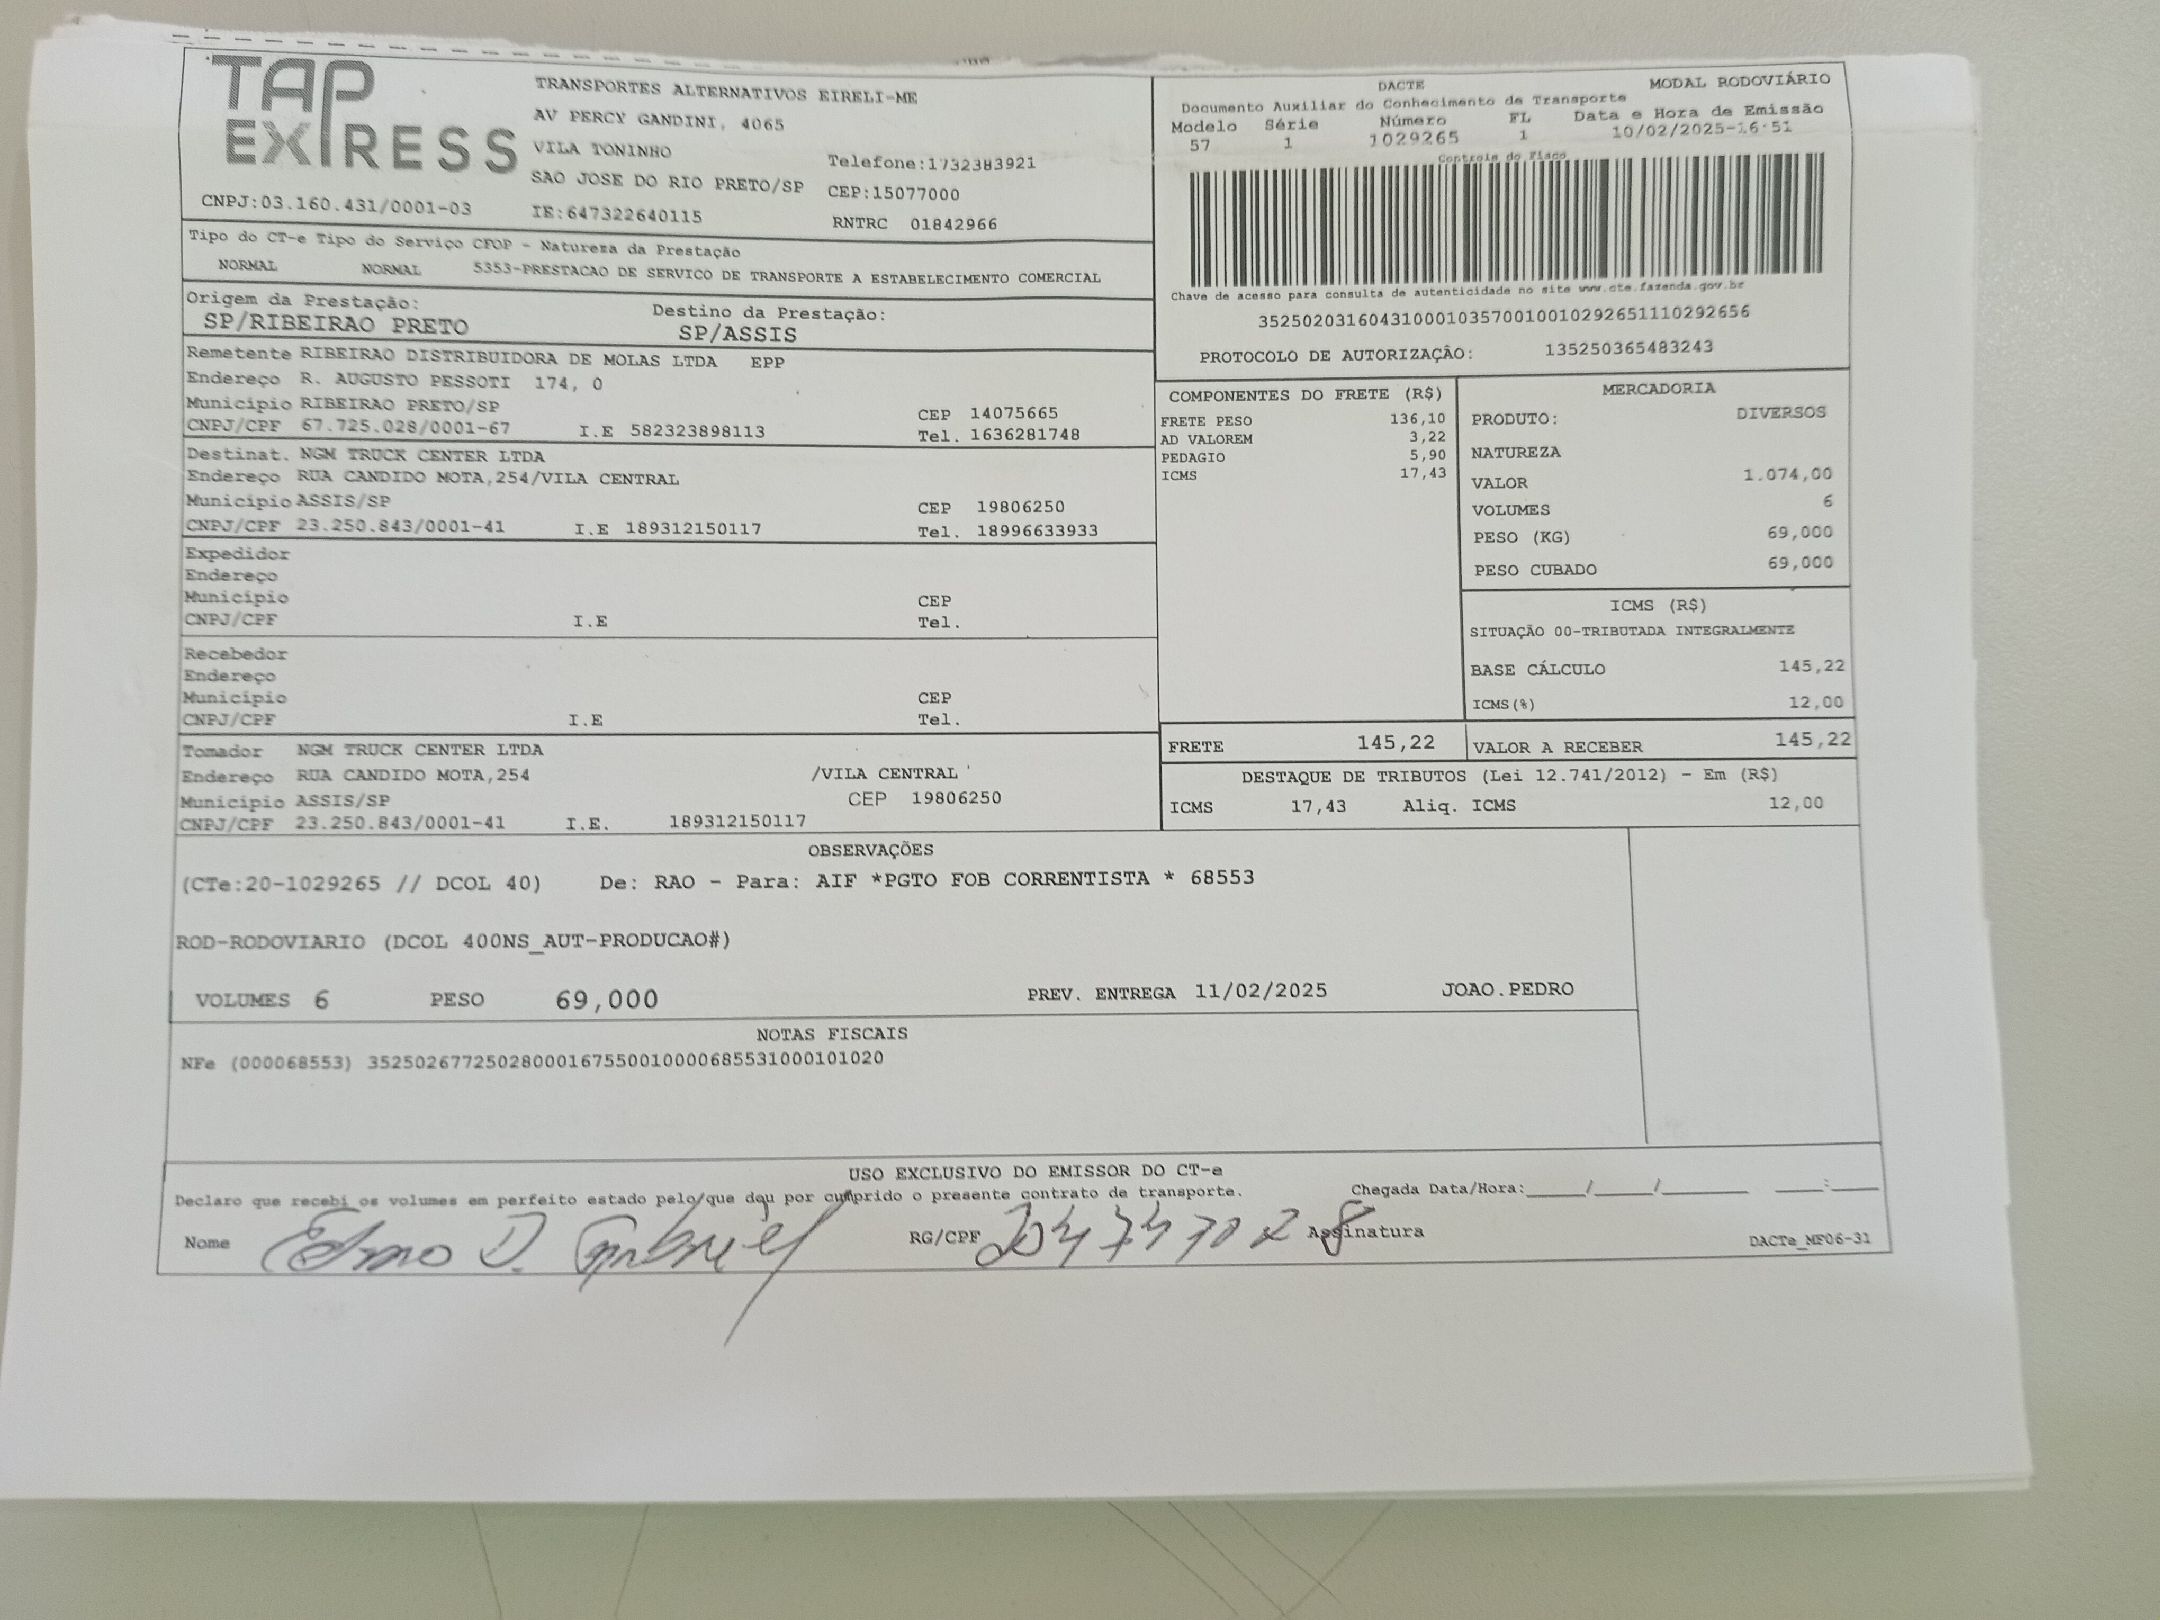 TAP EXPRESS
TRANSPORTES ALTERNATIVOS EIRELI-ME
AV PERCY GANDINI, 4065
VILA TONINHO
Telefone:1732383921
SAO JOSE DO RIO PRETO/SP CEP:15077000
CNPJ:03.160.431/0001-03 IE:647322640115 RNTRC 01842966
DACTE MODAL RODOVIÁRIO
Documento Auxiliar do Conhecimento de Transporte
Modelo Série Número FL Data e Hora de Emissão
57 1 1029265 1 10/02/2025-16:51
Controle do Fisco
Chave de acesso para consulta de autenticidade no site www.cte.fazenda.gov.br
35250203160431000103570010010292651110292656
PROTOCOLO DE AUTORIZAÇÃO: 135250365483243
Tipo do CT-e Tipo do Serviço CFOP - Natureza da Prestação
NORMAL NORMAL 5353-PRESTACAO DE SERVICO DE TRANSPORTE A ESTABELECIMENTO COMERCIAL
Origem da Prestação: Destino da Prestação:
SP/RIBEIRAO PRETO SP/ASSIS
Remetente RIBEIRAO DISTRIBUIDORA DE MOLAS LTDA EPP
Endereço R. AUGUSTO PESSOTI 174, 0
Município RIBEIRAO PRETO/SP CEP 14075665
CNPJ/CPF 67.725.028/0001-67 I.E 582323898113 Tel. 1636281748
Destinat. NGM TRUCK CENTER LTDA
Endereço RUA CANDIDO MOTA,254/VILA CENTRAL
Município ASSIS/SP CEP 19806250
CNPJ/CPF 23.250.843/0001-41 I.E 189312150117 Tel. 18996633933
Expedidor
Endereço
Município CEP
CNPJ/CPF I.E Tel.
Recebedor
Endereço
Município CEP
CNPJ/CPF I.E Tel.
Tomador NGM TRUCK CENTER LTDA
Endereço RUA CANDIDO MOTA,254 /VILA CENTRAL
Município ASSIS/SP CEP 19806250
CNPJ/CPF 23.250.843/0001-41 I.E. 189312150117
COMPONENTES DO FRETE (R$)
FRETE PESO 136,10
AD VALOREM 3,22
PEDAGIO 5,90
ICMS 17,43
MERCADORIA
PRODUTO: DIVERSOS
NATUREZA
VALOR 1.074,00
VOLUMES 6
PESO (KG) 69,000
PESO CUBADO 69,000
ICMS (R$)
SITUAÇÃO 00-TRIBUTADA INTEGRALMENTE
BASE CÁLCULO 145,22
ICMS(%) 12,00
FRETE 145,22 VALOR A RECEBER 145,22
DESTAQUE DE TRIBUTOS (Lei 12.741/2012) - Em (R$)
ICMS 17,43 Aliq. ICMS 12,00
OBSERVAÇÕES
(CTe:20-1029265 // DCOL 40) De: RAO - Para: AIF *PGTO FOB CORRENTISTA * 68553
ROD-RODOVIARIO (DCOL 400NS_AUT-PRODUCAO#)
VOLUMES 6 PESO 69,000 PREV. ENTREGA 11/02/2025 JOAO.PEDRO
NOTAS FISCAIS
NFe (000068553) 35250267725028000167550010000685531000101020
USO EXCLUSIVO DO EMISSOR DO CT-e
Declaro que recebi os volumes em perfeito estado pelo/que dou por cumprido o presente contrato de transporte. Chegada Data/Hora:____/____/______ ____:____
Nome D. Gabriel RG/CPF Assinatura
DACTe_MF06-31